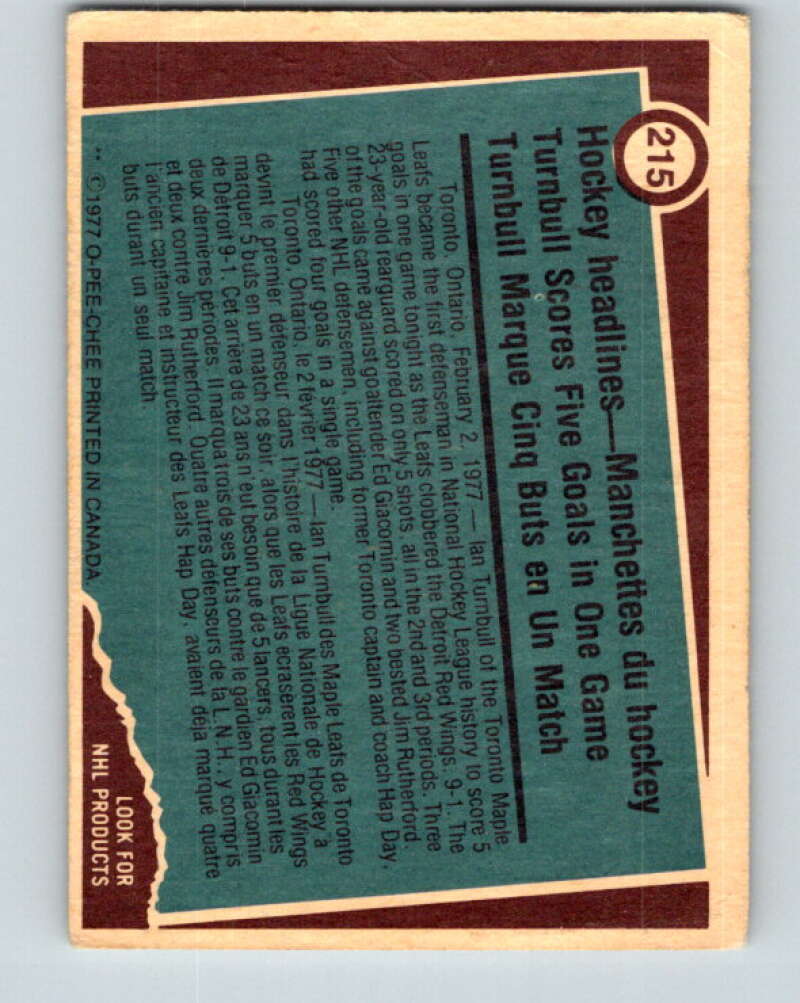 215
Hockey headlines—Manchettes du hockey
Turnbull Scores Five Goals in One Game
Turnbull Marque Cinq Buts en Un Match
Toronto, Ontario, February 2, 1977 — Ian Turnbull of the Toronto Maple
Leafs became the first defenseman in National Hockey League history to score 5
goals in one game tonight as the Leafs clobbered the Detroit Red Wings. 9-1. The
23-year-old rearguard scored on only 5 shots, all in the 2nd and 3rd periods. Three
of the goals came against goaltender Ed Giacomin and two bested Jim Rutherford.
Five other NHL defensemen, including former Toronto captain and coach Hap Day,
had scored four goals in a single game.
Toronto, Ontario, le 2 février 1977 — Ian Turnbull des Maple Leafs de Toronto
devint le premier défenseur dans l'histoire de la Ligue Nationale de Hockey à
marquer 5 buts en un match ce soir, alors que les Leafs ecraserent les Red Wings
de Detroit 9-1. Cet arrière de 23 ans n eut besoin que de 5 lancers, tous durant les
deux dernières périodes. Il marqua trois de ses buts contre le gardien Ed Giacomin
et deux contre Jim Rutherford. Quatre autres défenseurs de la L.N.H., y compris
l'ancien capitaine et instructeur des Leafs Hap Day, avaient déja marqué quatre
buts durant un seul match.
** ©1977 O-PEE-CHEE PRINTED IN CANADA.
LOOK FOR
NHL PRODUCTS